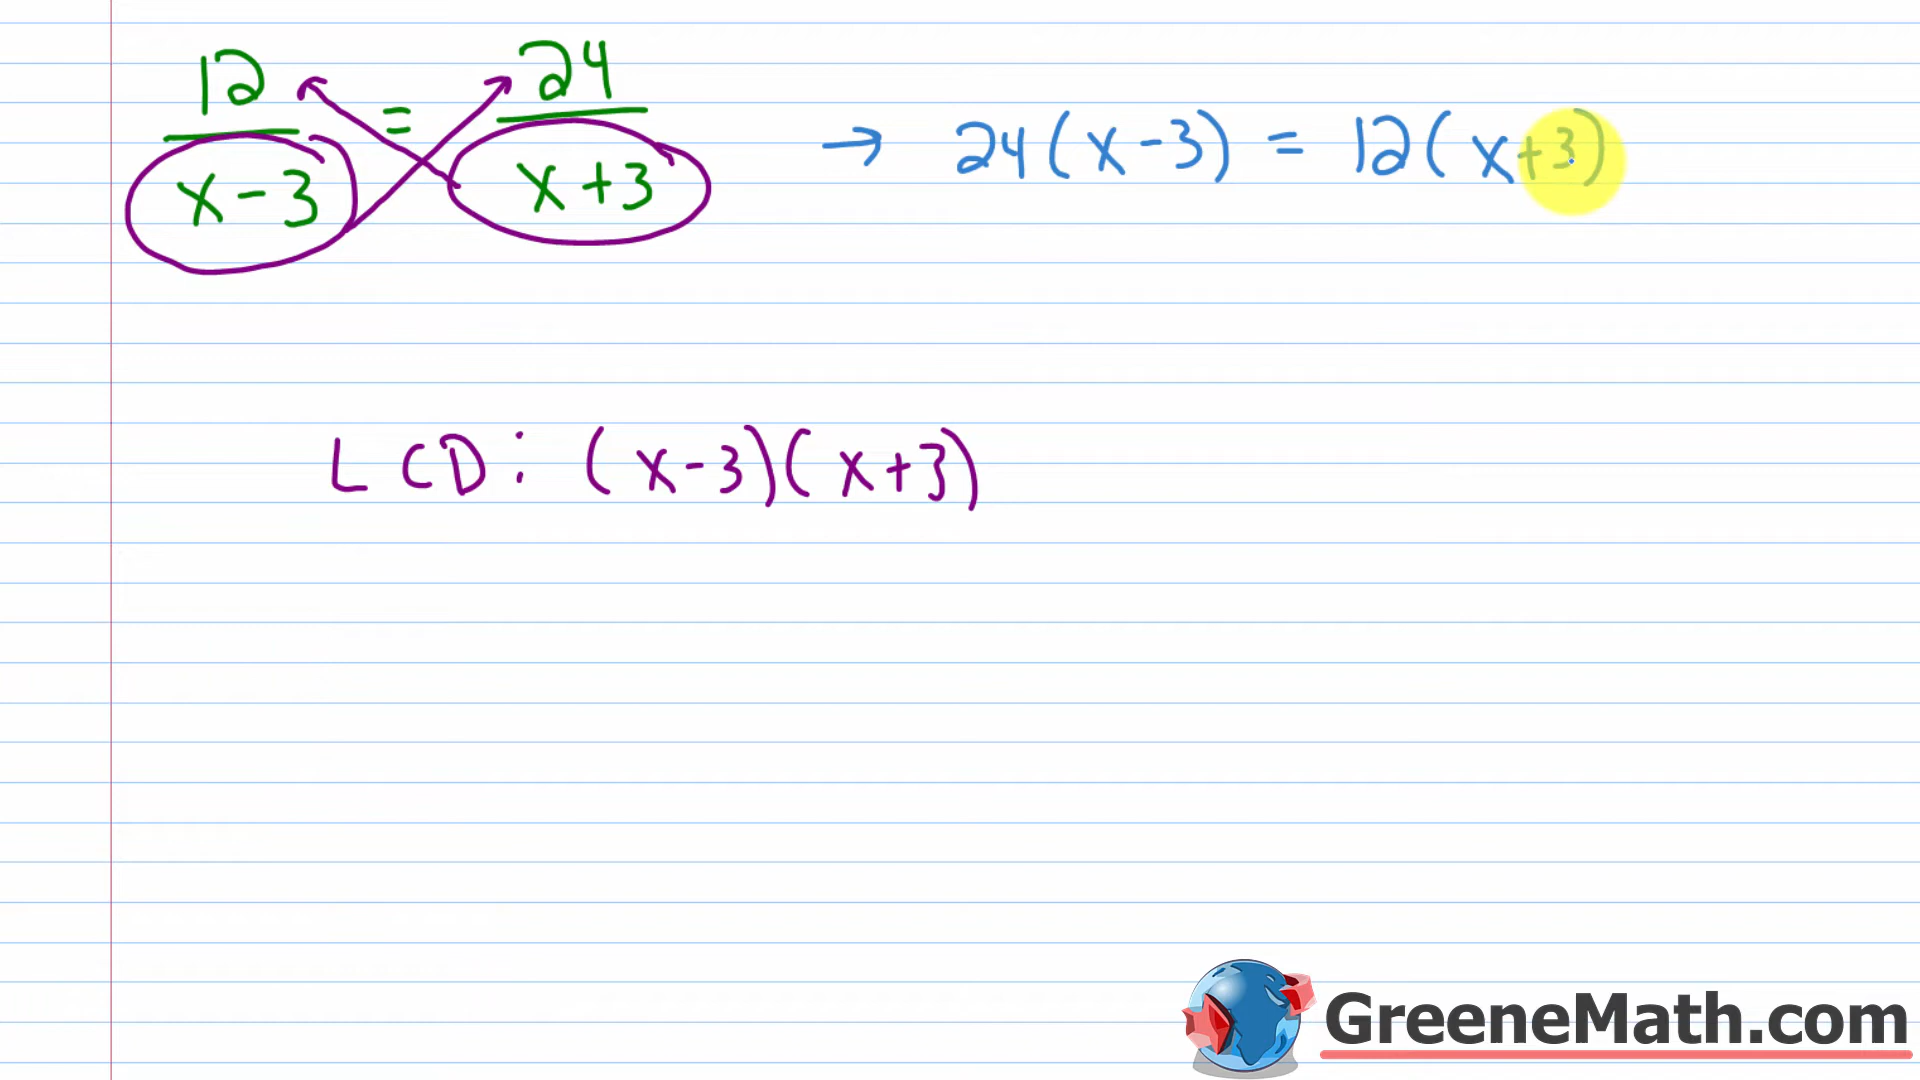 12 = 24 → 24(x-3) = 12(x+3)
x-3 x+3
LCD: (x-3)(x+3)
GreeneMath.com